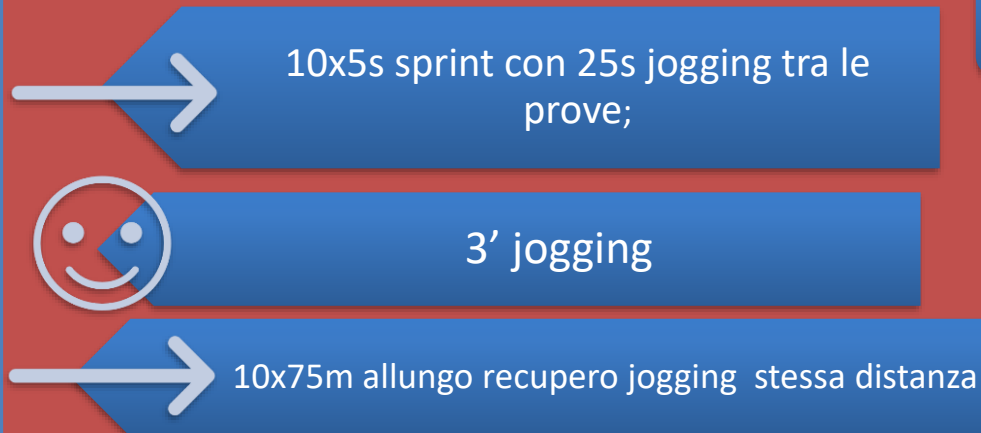 10x5s sprint con 25s jogging tra le
prove;
3’ jogging
10x75m allungo recupero jogging  stessa distanza